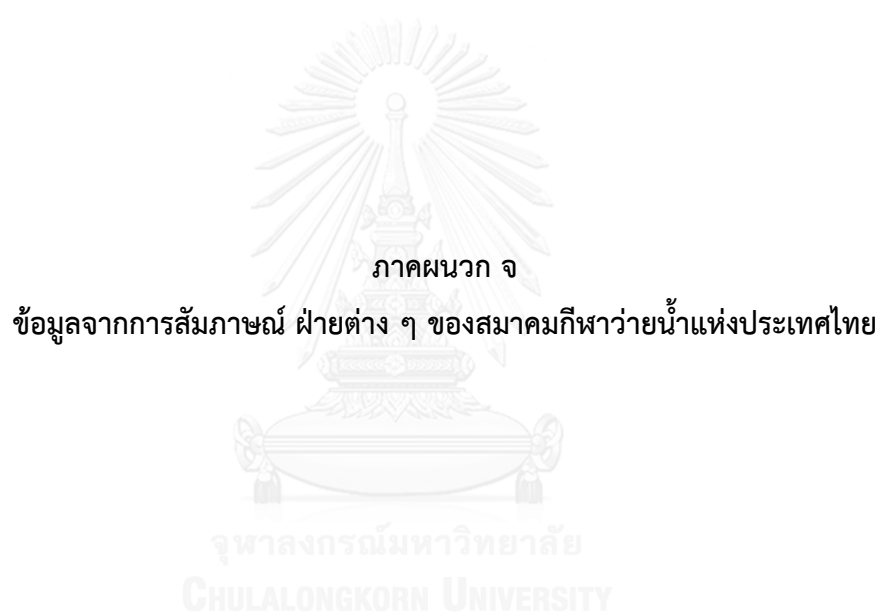 ภาคผนวก จ
ข้อมูลจากการสัมภาษณ์ ฝ่ายต่าง ๆ ของสมาคมกีฬาว่ายน้ำแห่งประเทศไทย
จุฬาลงกรณ์มหาวิทยาลัย
CHULALONGKORN UNIVERSITY